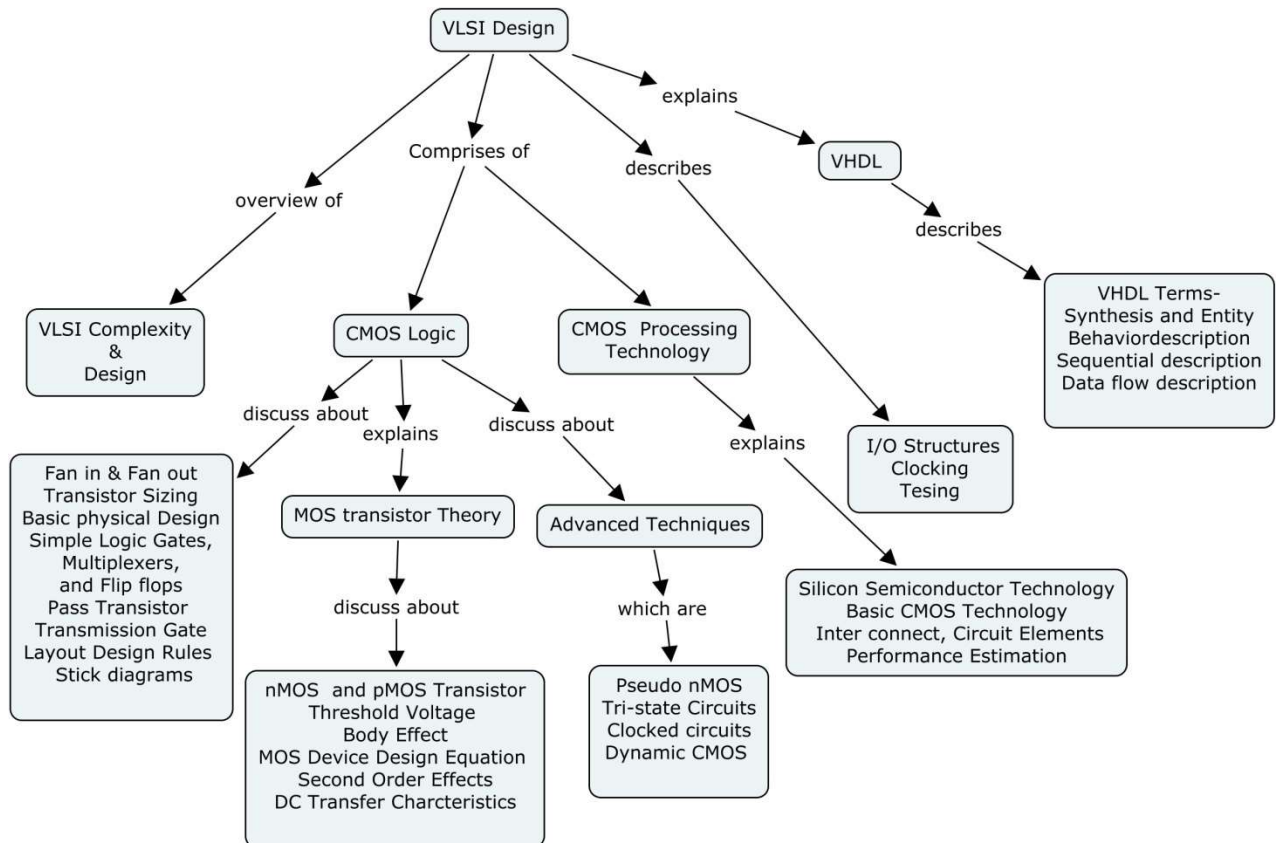 VLSI Design
explains
Comprises of
describes
VHDL
overview of
describes
VLSI Complexity
&
Design
CMOS Logic
CMOS Processing
Technology
VHDL Terms-
Synthesis and Entity
Behaviordescription
Sequential description
Data flow description
discuss about
explains
discuss about
explains
I/O Structures
Clocking
Tesing
Fan in & Fan out
Transistor Sizing
Basic physical Design
Simple Logic Gates,
Multiplexers,
and Flip flops
Pass Transistor
Transmission Gate
Layout Design Rules
Stick diagrams
MOS transistor Theory
Advanced Techniques
discuss about
which are
Silicon Semiconductor Technology
Basic CMOS Technology
Inter connect, Circuit Elements
Performance Estimation
nMOS and pMOS Transistor
Threshold Voltage
Body Effect
MOS Device Design Equation
Second Order Effects
DC Transfer Charcteristics
Pseudo nMOS
Tri-state Circuits
Clocked circuits
Dynamic CMOS